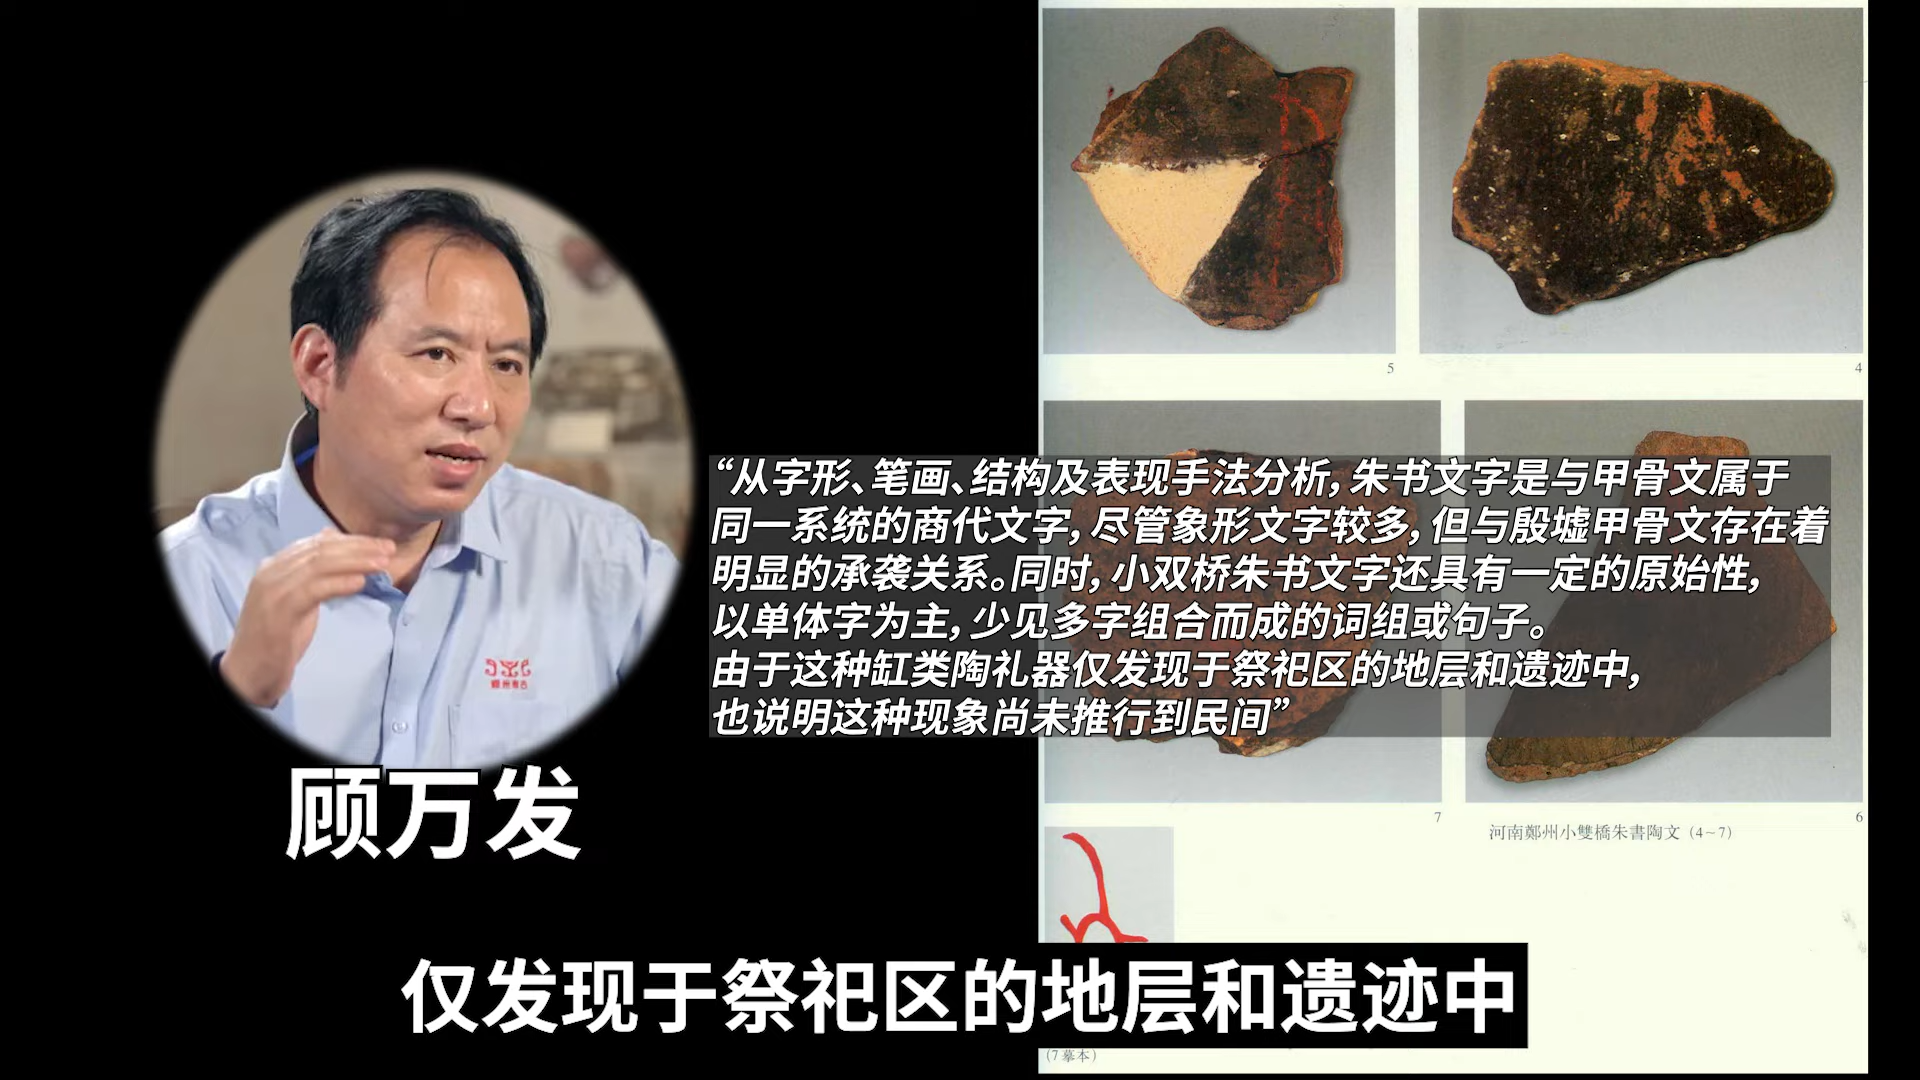 5
4
“从字形、笔画、结构及表现手法分析，朱书文字是与甲骨文属于
同一系统的商代文字，尽管象形文字较多，但与殷墟甲骨文存在着
明显的承袭关系。同时，小双桥朱书文字还具有一定的原始性，
以单体字为主，少见多字组合而成的词组或句子。
由于这种缸类陶礼器仅发现于祭祀区的地层和遗迹中，
也说明这种现象尚未推行到民间”
郑州考古
顾万发
7
6
河南鄭州小雙橋朱書陶文（4～7）
仅发现于祭祀区的地层和遗迹中
（7摹本）